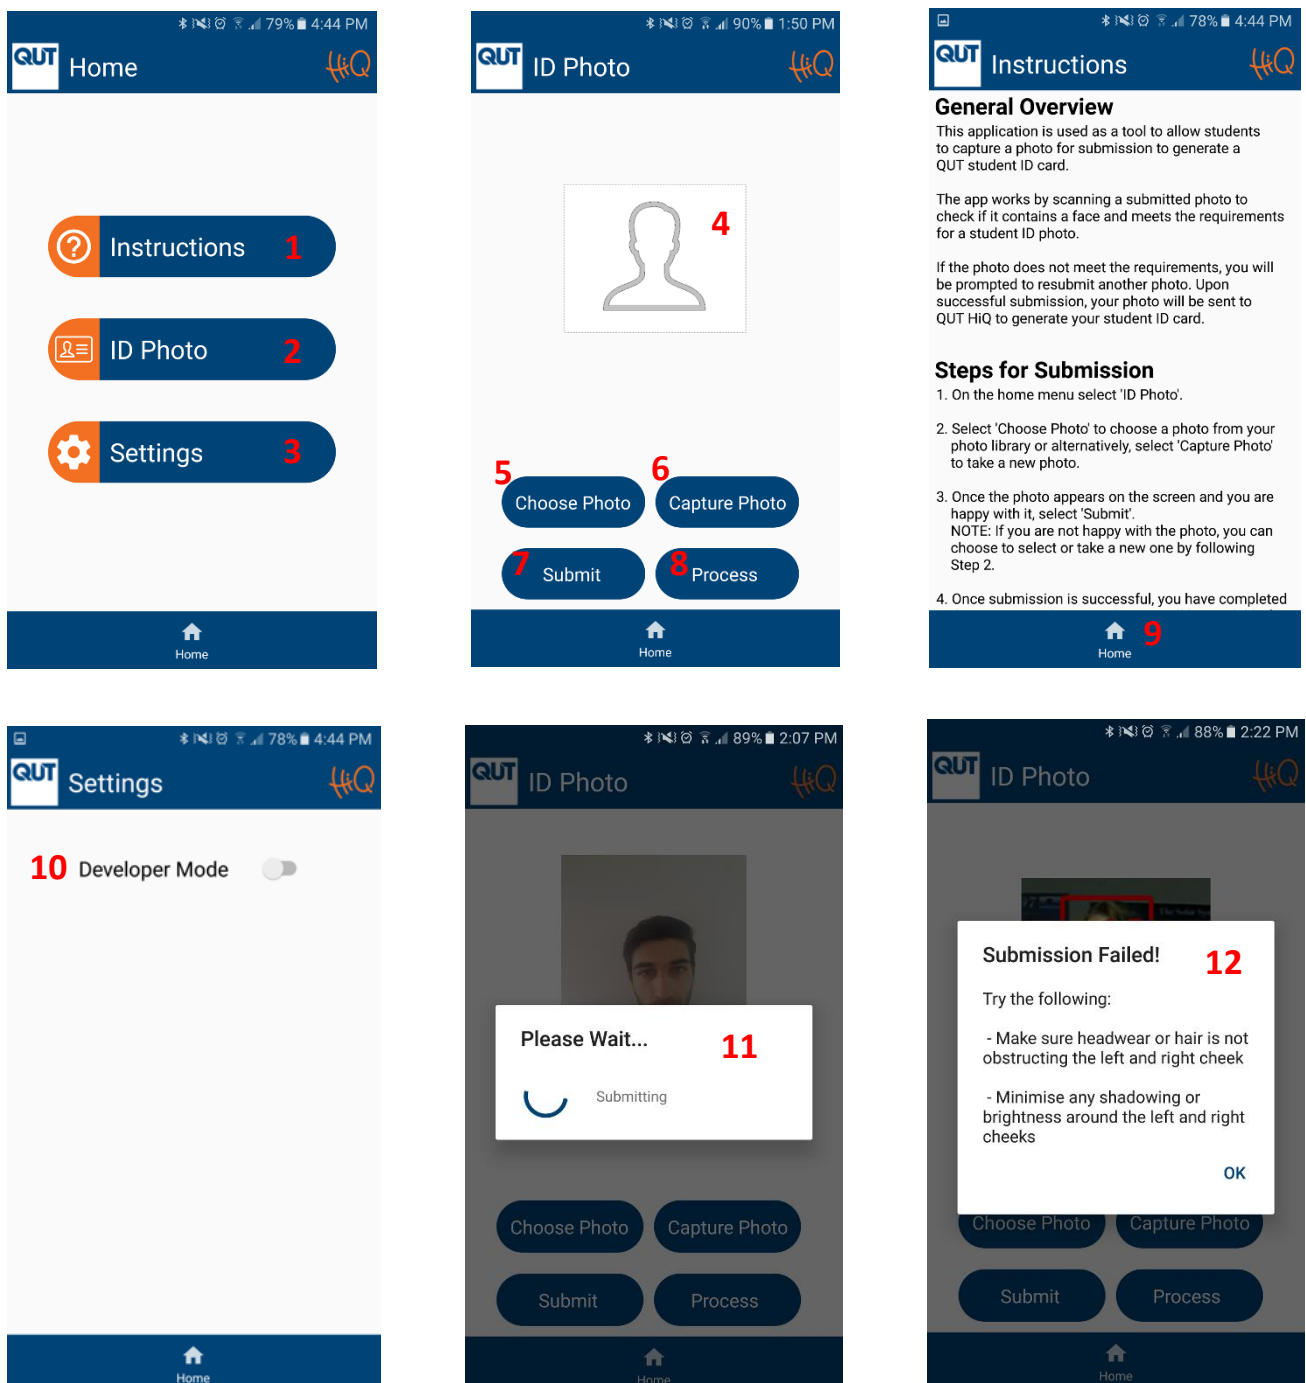 79% 4:44 PM
QUT Home HiQ
Instructions 1
ID Photo 2
Settings 3
Home
90% 1:50 PM
QUT ID Photo HiQ
4
5 6
Choose Photo Capture Photo
7 Submit 8 Process
Home
78% 4:44 PM
QUT Instructions HiQ
General Overview
This application is used as a tool to allow students
to capture a photo for submission to generate a
QUT student ID card.
The app works by scanning a submitted photo to
check if it contains a face and meets the requirements
for a student ID photo.
If the photo does not meet the requirements, you will
be prompted to resubmit another photo. Upon
successful submission, your photo will be sent to
QUT HiQ to generate your student ID card.
Steps for Submission
1. On the home menu select 'ID Photo'.
2. Select 'Choose Photo' to choose a photo from your
photo library or alternatively, select 'Capture Photo'
to take a new photo.
3. Once the photo appears on the screen and you are
happy with it, select 'Submit'.
NOTE: If you are not happy with the photo, you can
choose to select or take a new one by following
Step 2.
4. Once submission is successful, you have completed
Home 9
78% 4:44 PM
QUT Settings HiQ
10 Developer Mode
Home
89% 2:07 PM
QUT ID Photo HiQ
Please Wait... 11
Submitting
Choose Photo Capture Photo
Submit Process
Home
88% 2:22 PM
QUT ID Photo HiQ
The Solar
Submission Failed! 12
Try the following:
- Make sure headwear or hair is not
obstructing the left and right cheek
- Minimise any shadowing or
brightness around the left and right
cheeks
OK
Choose Photo Capture Photo
Submit Process
Home